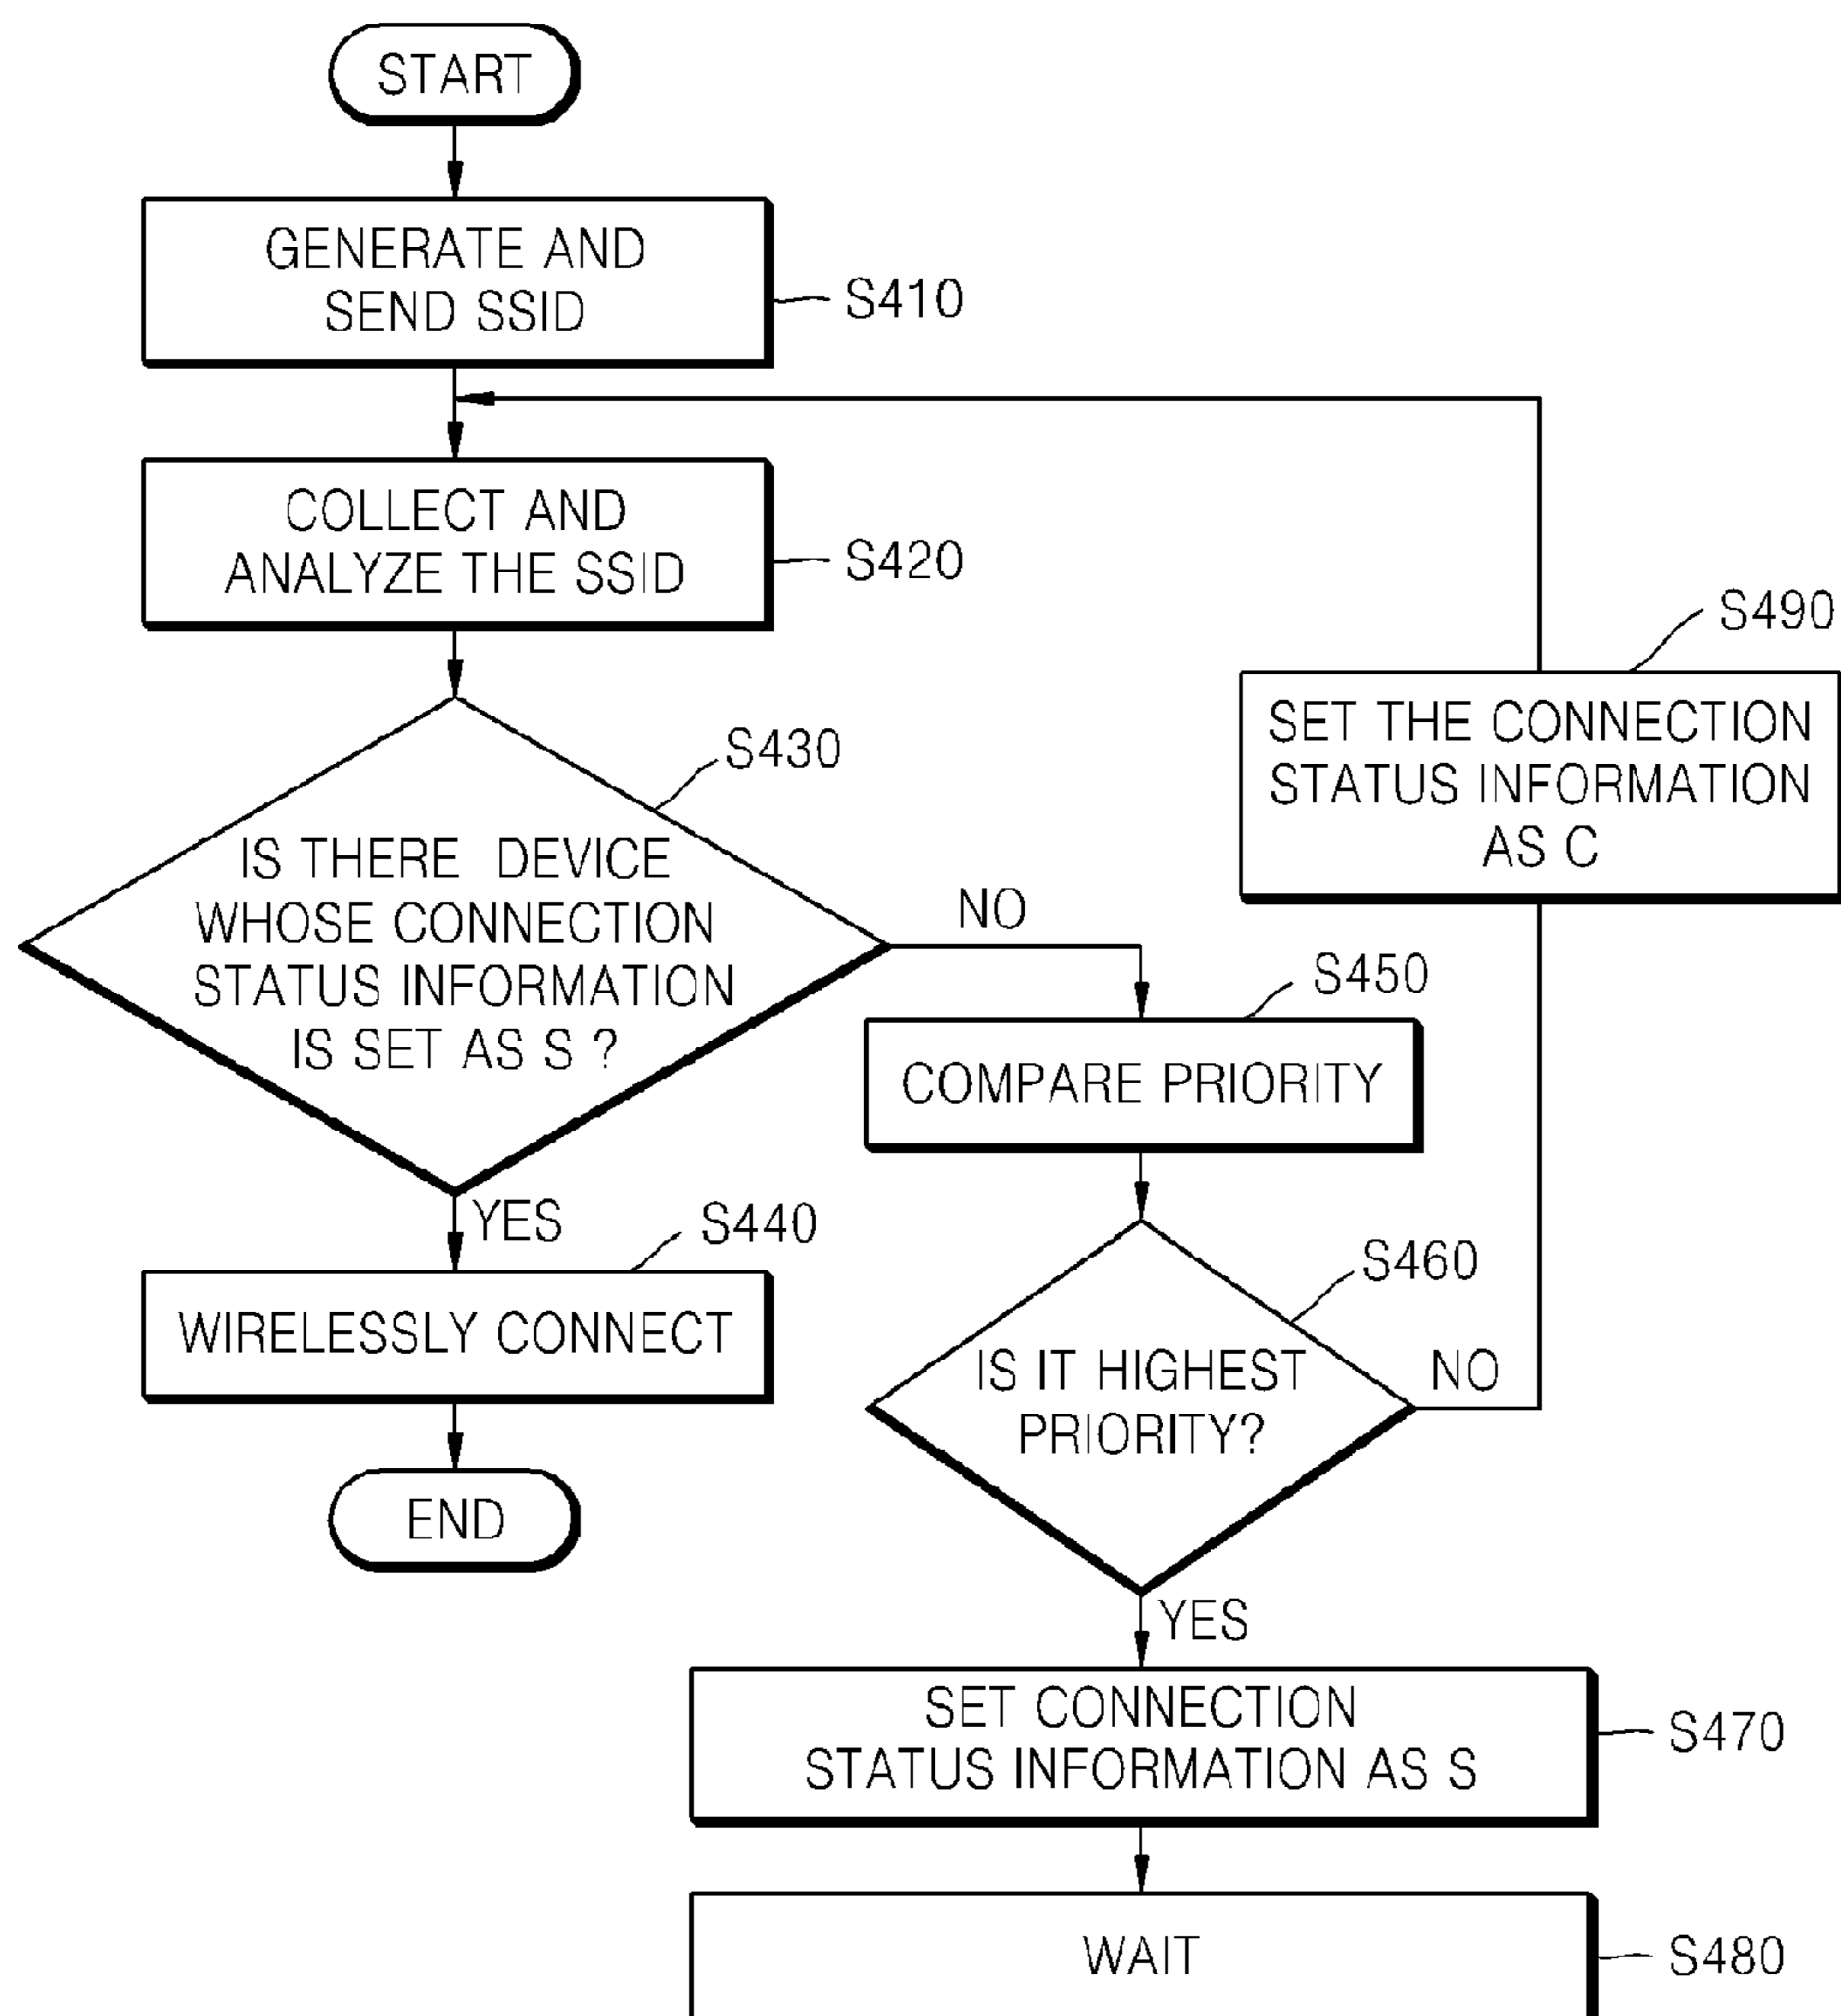 START
GENERATE AND
SEND SSID
S410
COLLECT AND
ANALYZE THE SSID
S420
S430
IS THERE DEVICE
WHOSE CONNECTION
STATUS INFORMATION
IS SET AS S ?
NO
YES
S440
WIRELESSLY CONNECT
END
S450
COMPARE PRIORITY
S460
IS IT HIGHEST
PRIORITY?
NO
S490
SET THE CONNECTION
STATUS INFORMATION
AS C
YES
SET CONNECTION
STATUS INFORMATION AS S
S470
WAIT
S480